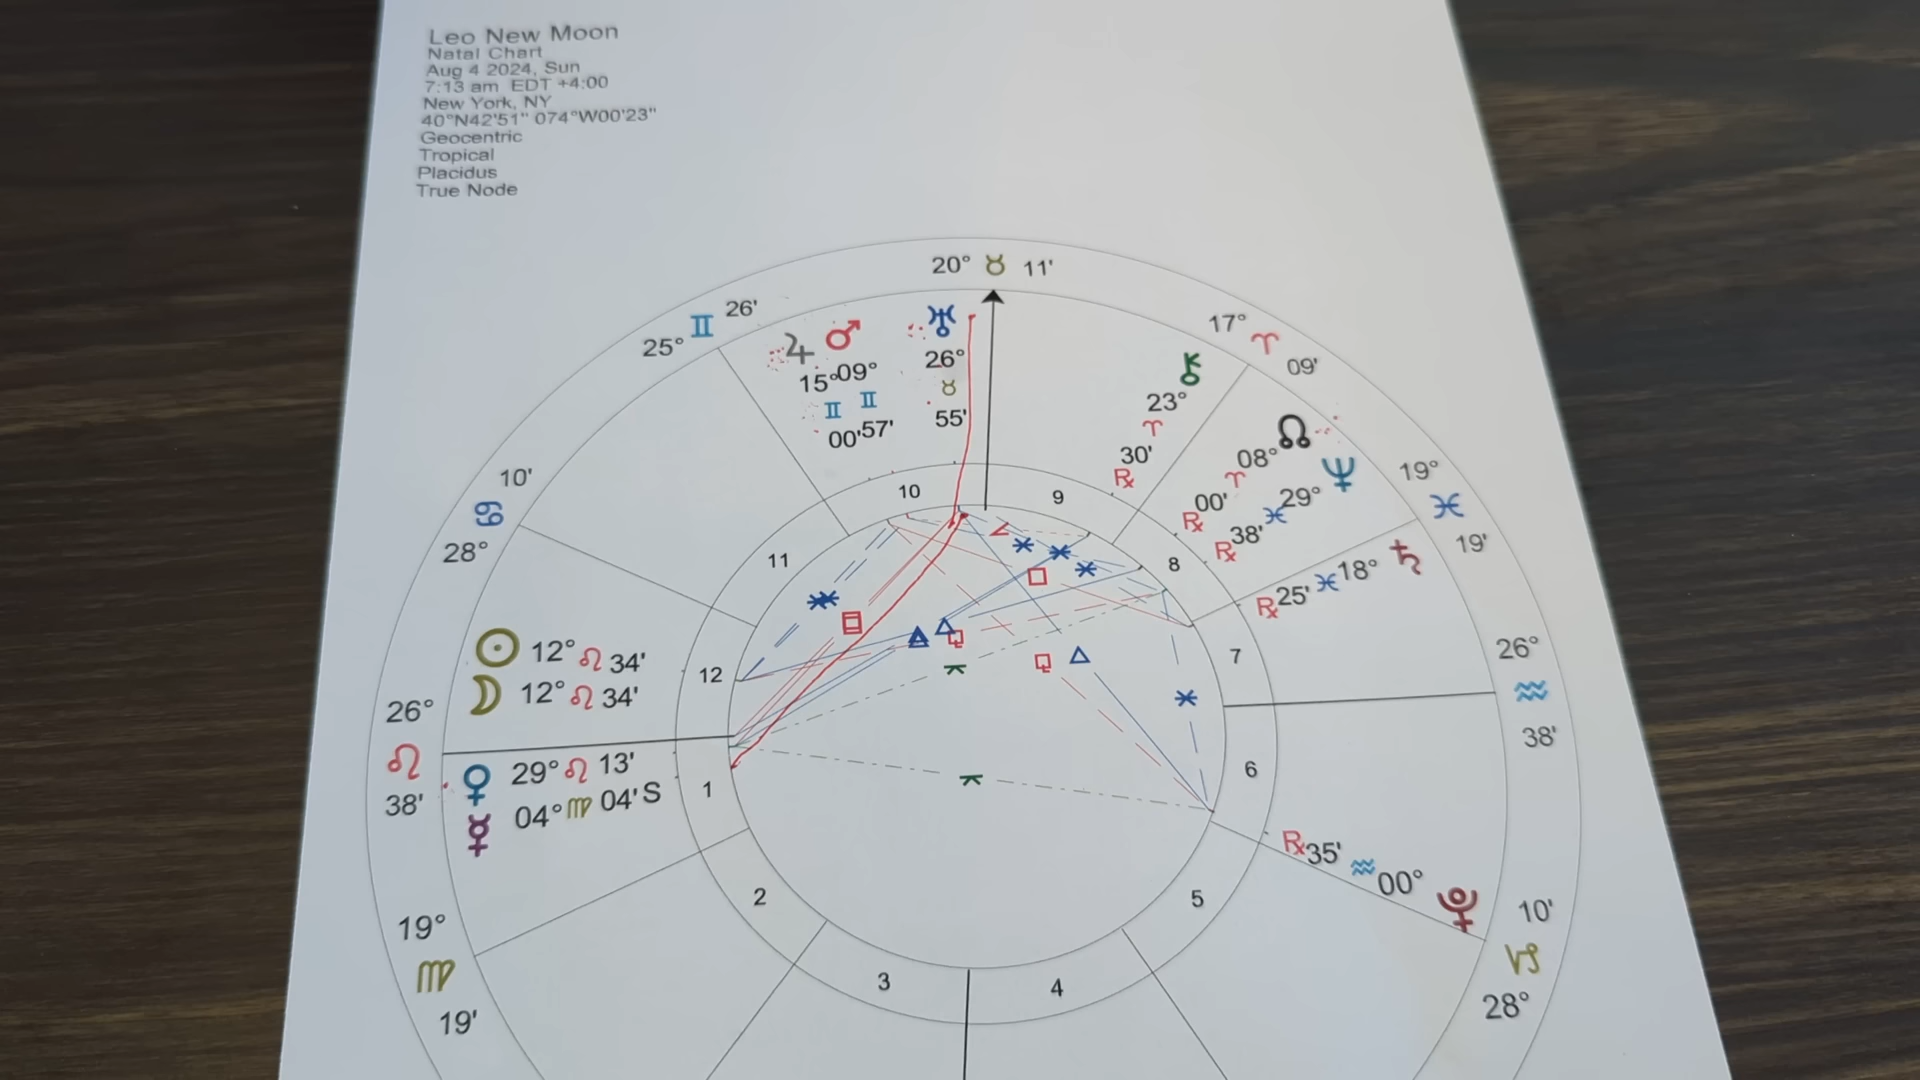 Leo New Moon
Natal Chart
Aug 4 2024, Sun
7:13 am EDT +4:00
New York, NY
40°N42'51" 074°W00'23"
Geocentric
Tropical
Placidus
True Node
20° ♉ 11'
25° ♊ 26'
17° ♈ 09'
♃ ♂ ♅
15° 09° 26°
♊ ♊ ♉
00' 57' 55'
⚷ 23° ♈ 30' ℞
☊ 08° ♈ 00' ℞
♆ 29° ♓ 38' ℞
19° ♓ 19'
10' ♋ 28°
♄ 18° ♓ 25' ℞
10 9
11 8
12 7
1 6
2 5
3 4
☉ 12° ♌ 34'
☽ 12° ♌ 34'
26° ♌ 38'
♀ 29° ♌ 13'
☿ 04° ♍ 04' S
26° ♒ 38'
℞ 35' ♒ 00° ♇
19° ♍ 19'
10' ♑ 28°